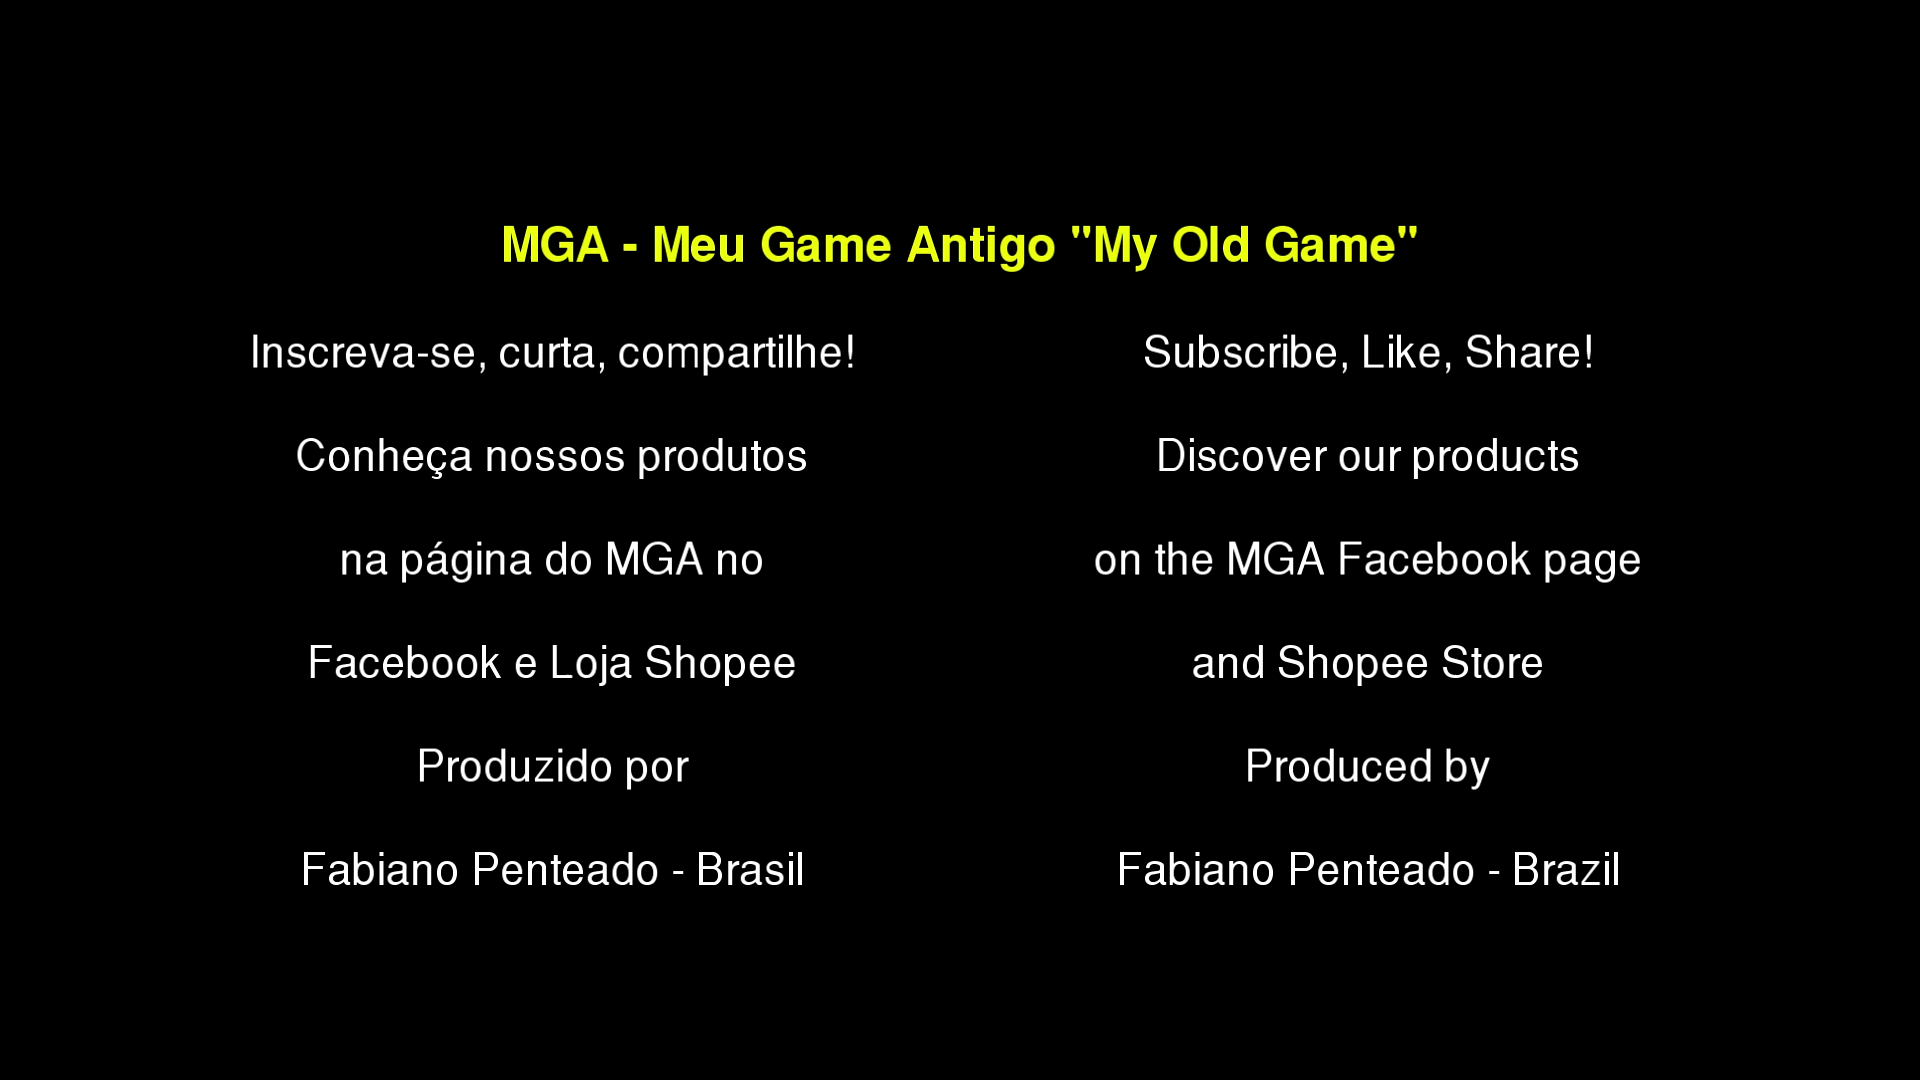 MGA - Meu Game Antigo "My Old Game"
Inscreva-se, curta, compartilhe!
Conheça nossos produtos
na página do MGA no
Facebook e Loja Shopee
Produzido por
Fabiano Penteado - Brasil
Subscribe, Like, Share!
Discover our products
on the MGA Facebook page
and Shopee Store
Produced by
Fabiano Penteado - Brazil